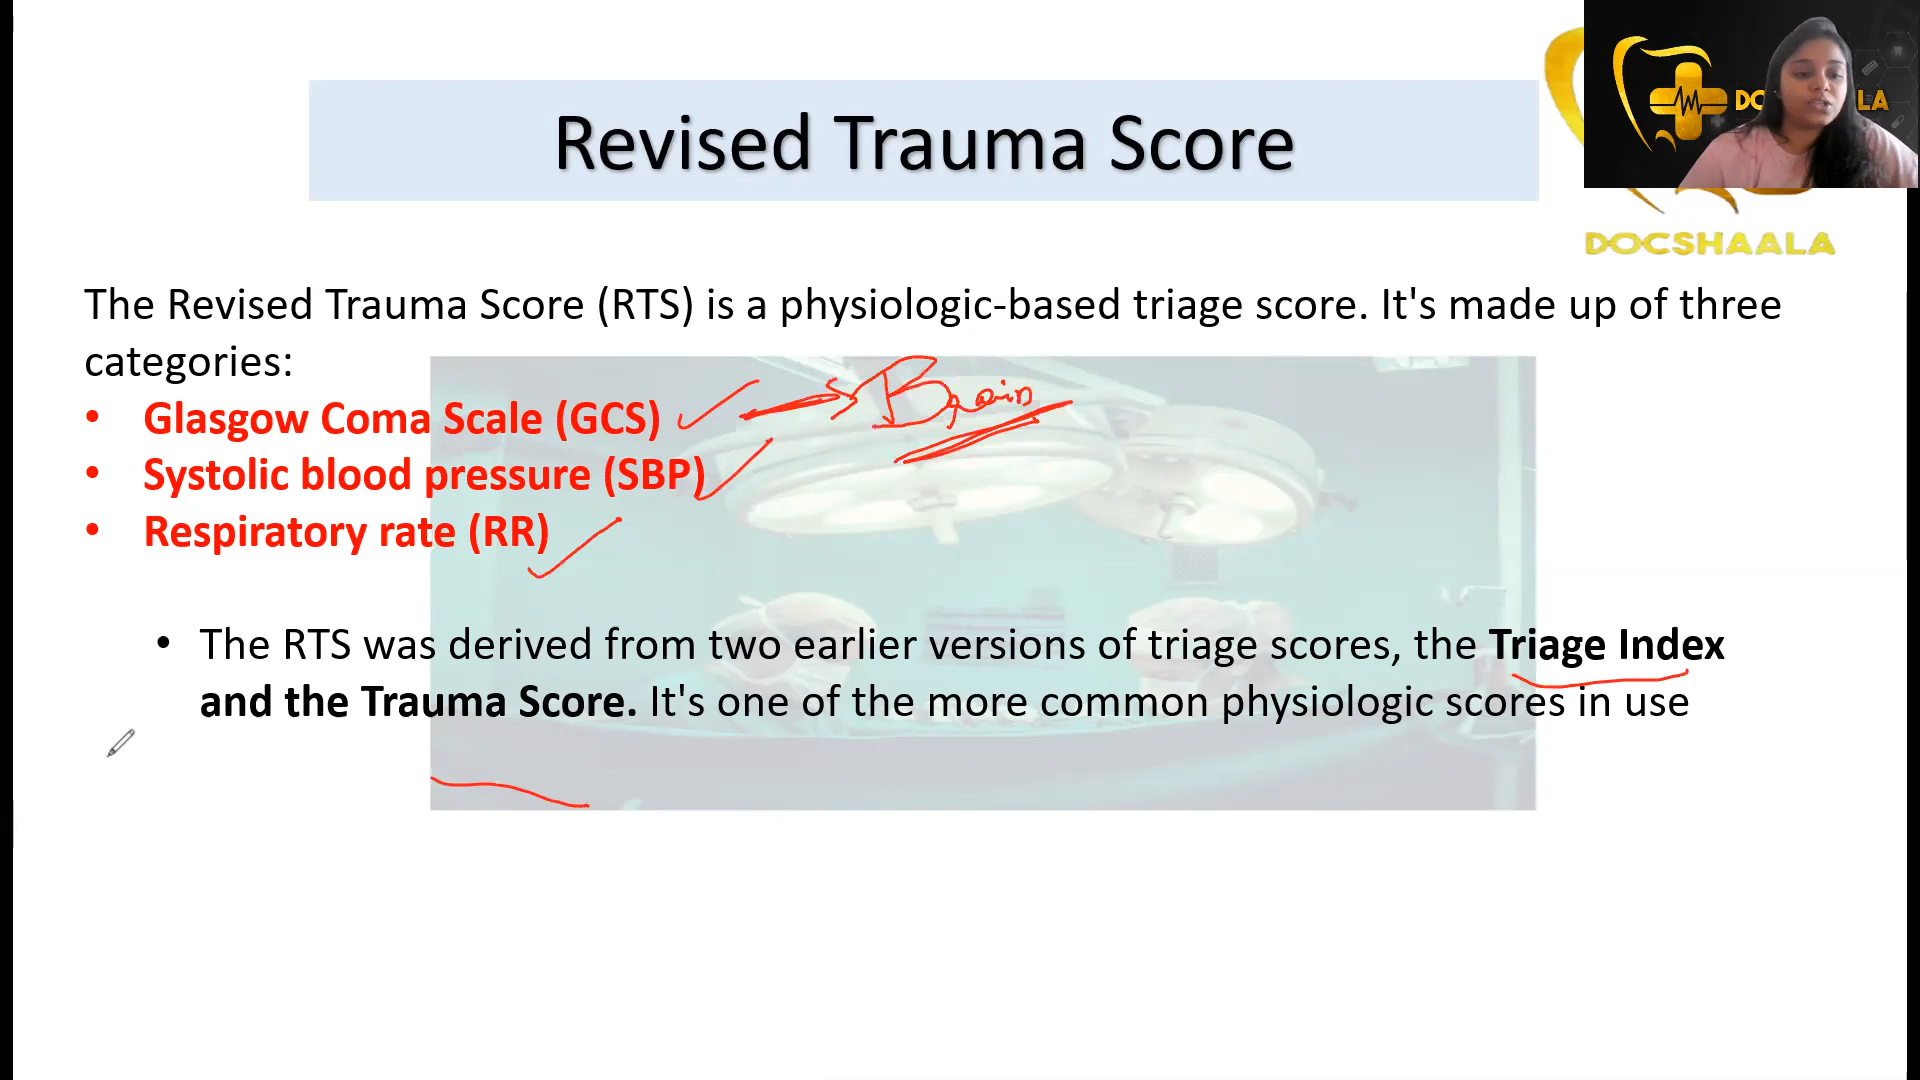 Revised Trauma Score
DOCSHAALA
The Revised Trauma Score (RTS) is a physiologic-based triage score. It's made up of three
categories:
• Glasgow Coma Scale (GCS)
Brain
• Systolic blood pressure (SBP)
• Respiratory rate (RR)
• The RTS was derived from two earlier versions of triage scores, the Triage Index
and the Trauma Score. It's one of the more common physiologic scores in use